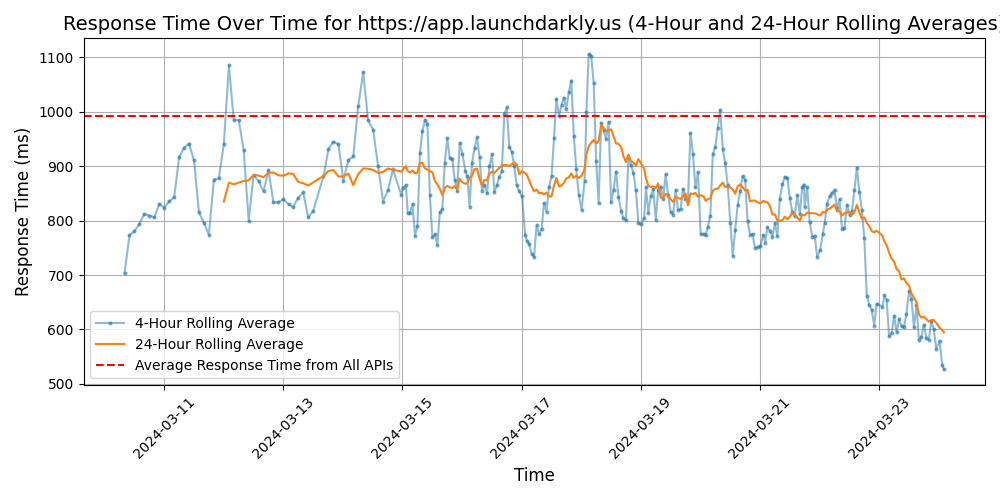 Response Time Over Time for https://app.launchdarkly.us (4-Hour and 24-Hour Rolling Averages)
Response Time (ms)
1100
1000
900
800
700
600
500
4-Hour Rolling Average
24-Hour Rolling Average
Average Response Time from All APIs
2024-03-11
2024-03-13
2024-03-15
2024-03-17
2024-03-19
2024-03-21
2024-03-23
Time